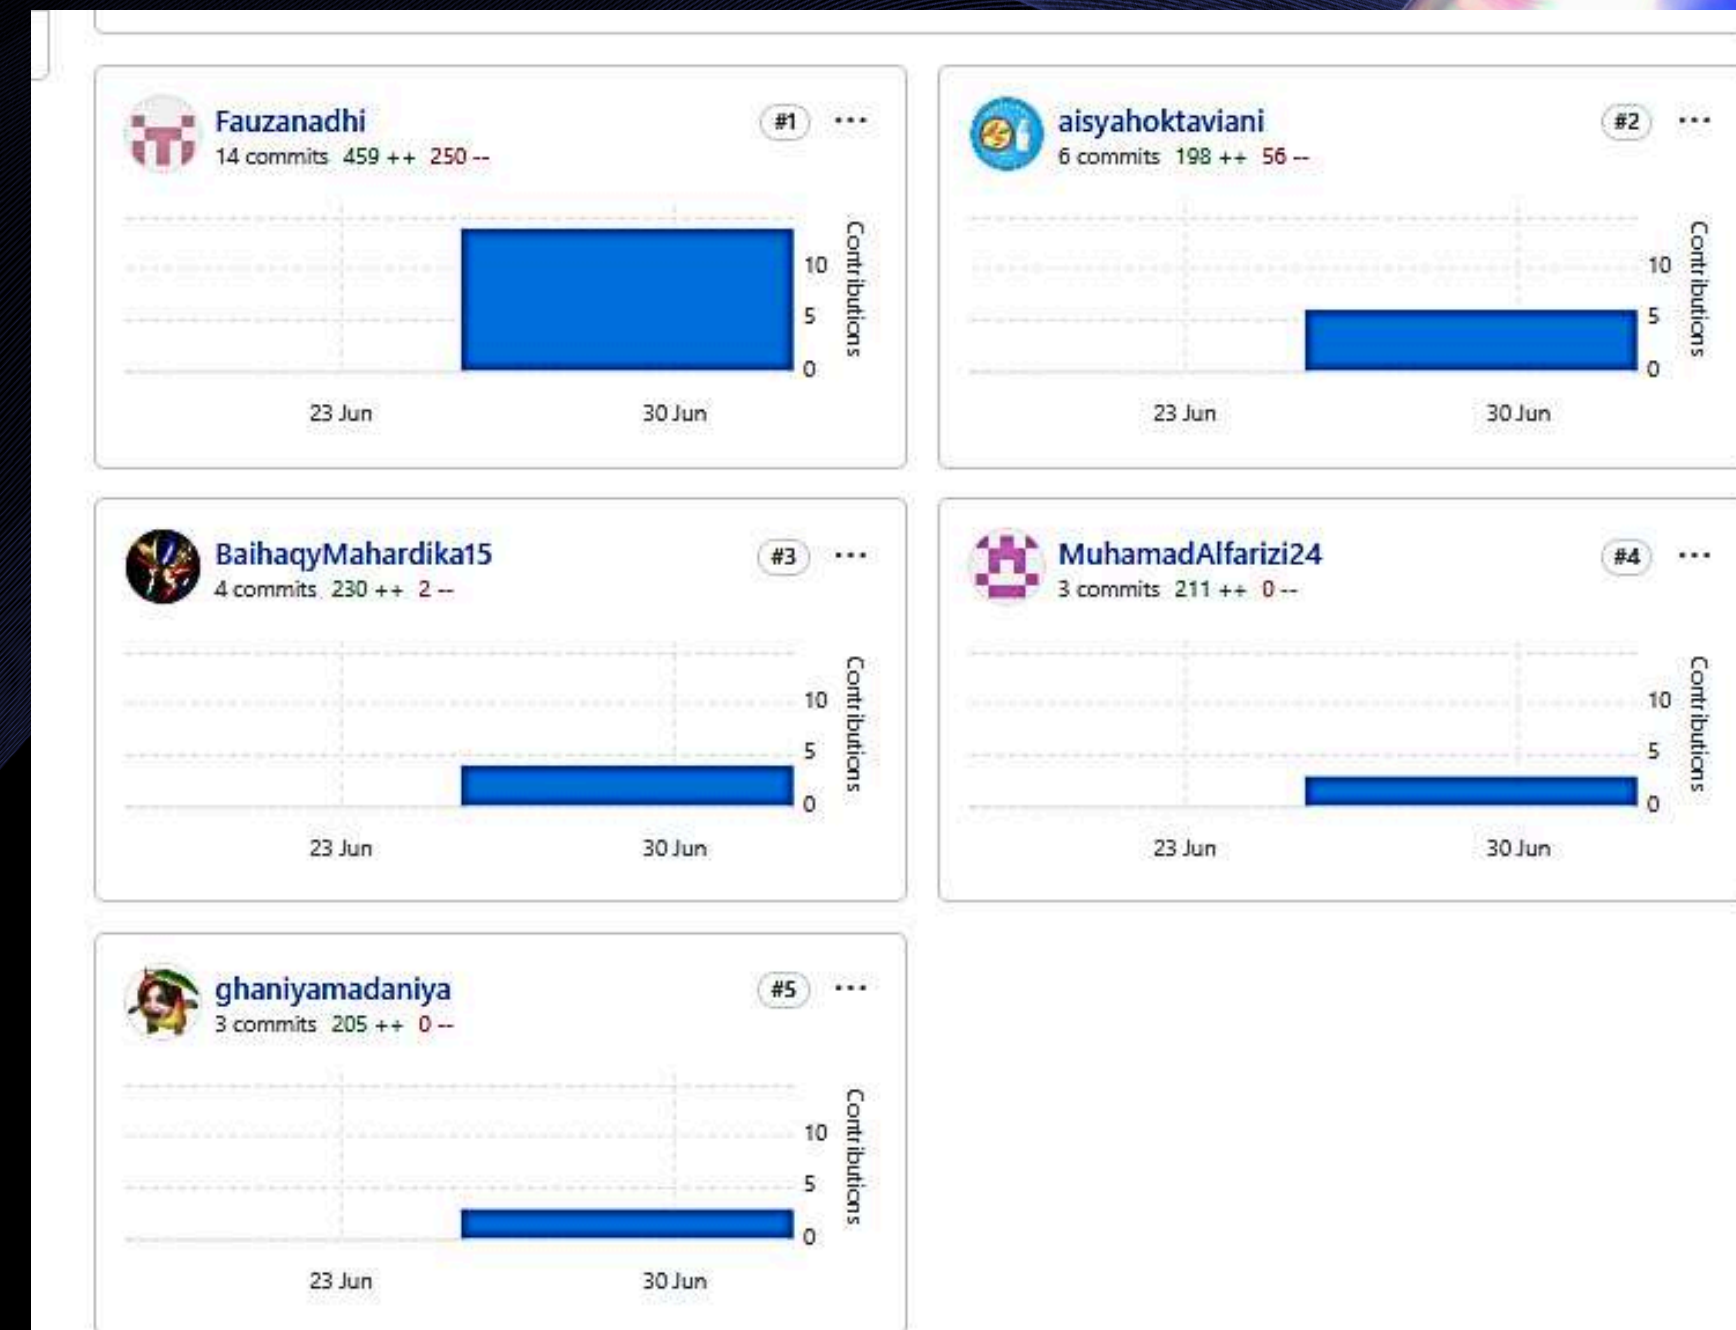 Fauzanadhi
#1
14 commits 459 ++ 250 --
10
5
0
Contributions
23 Jun 30 Jun
aisyahoktaviani
#2
6 commits 198 ++ 56 --
10
5
0
Contributions
23 Jun 30 Jun
BaihaqyMahardika15
#3
4 commits 230 ++ 2 --
10
5
0
Contributions
23 Jun 30 Jun
MuhamadAlfarizi24
#4
3 commits 211 ++ 0 --
10
5
0
Contributions
23 Jun 30 Jun
ghaniyamadaniya
#5
3 commits 205 ++ 0 --
10
5
0
Contributions
23 Jun 30 Jun